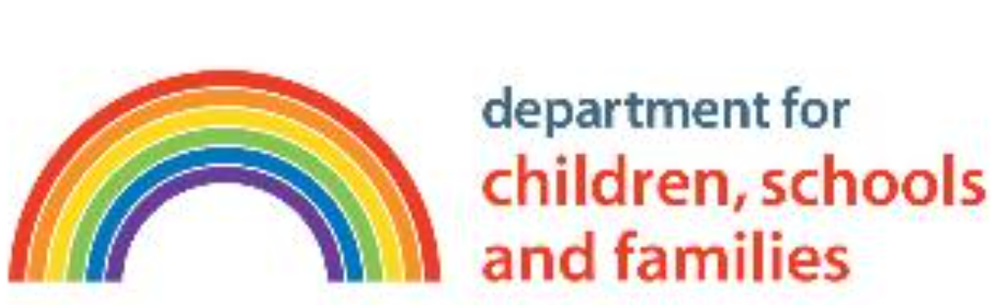 department for
children, schools
and families